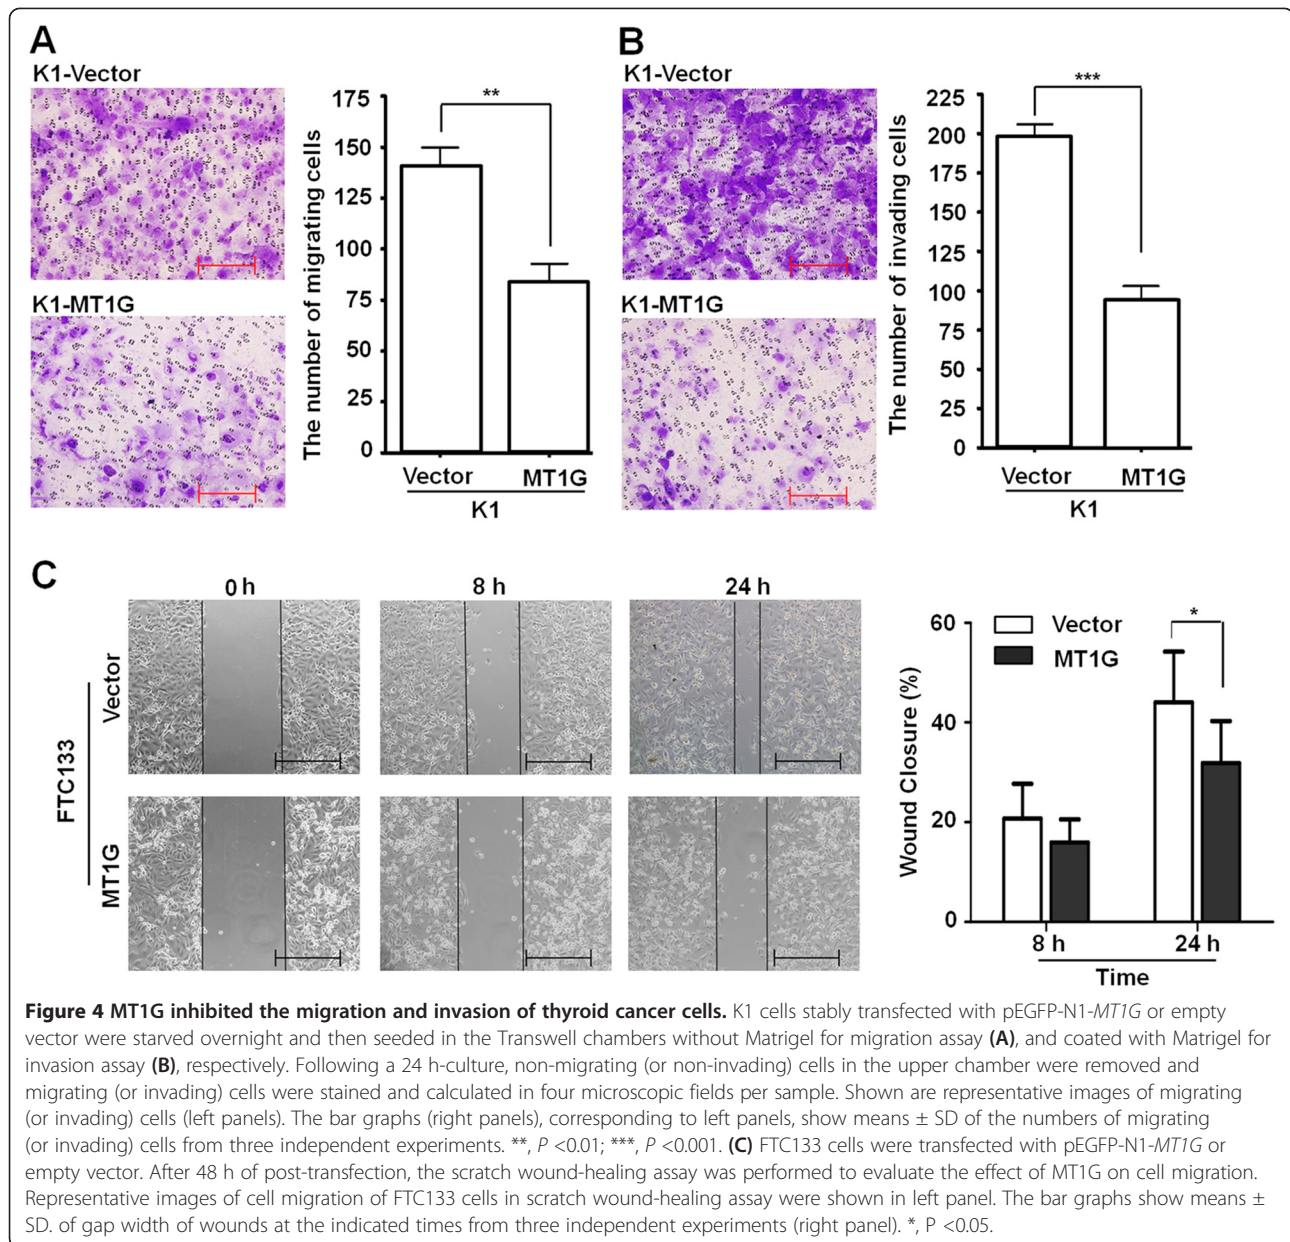 A
K1-Vector
K1-MT1G
The number of migrating cells
175
150
125
100
75
50
25
0
**
Vector
MT1G
K1
B
K1-Vector
K1-MT1G
The number of invading cells
225
200
175
150
125
100
75
50
25
0
***
Vector
MT1G
K1
C
0 h
8 h
24 h
FTC133
Vector
MT1G
Wound Closure (%)
60
40
20
0
Vector
MT1G
*
8 h
24 h
Time
Figure 4 MT1G inhibited the migration and invasion of thyroid cancer cells. K1 cells stably transfected with pEGFP-N1-MT1G or empty
vector were starved overnight and then seeded in the Transwell chambers without Matrigel for migration assay (A), and coated with Matrigel for
invasion assay (B), respectively. Following a 24 h-culture, non-migrating (or non-invading) cells in the upper chamber were removed and
migrating (or invading) cells were stained and calculated in four microscopic fields per sample. Shown are representative images of migrating
(or invading) cells (left panels). The bar graphs (right panels), corresponding to left panels, show means ± SD of the numbers of migrating
(or invading) cells from three independent experiments. **, P <0.01; ***, P <0.001. (C) FTC133 cells were transfected with pEGFP-N1-MT1G or
empty vector. After 48 h of post-transfection, the scratch wound-healing assay was performed to evaluate the effect of MT1G on cell migration.
Representative images of cell migration of FTC133 cells in scratch wound-healing assay were shown in left panel. The bar graphs show means ±
SD. of gap width of wounds at the indicated times from three independent experiments (right panel). *, P <0.05.